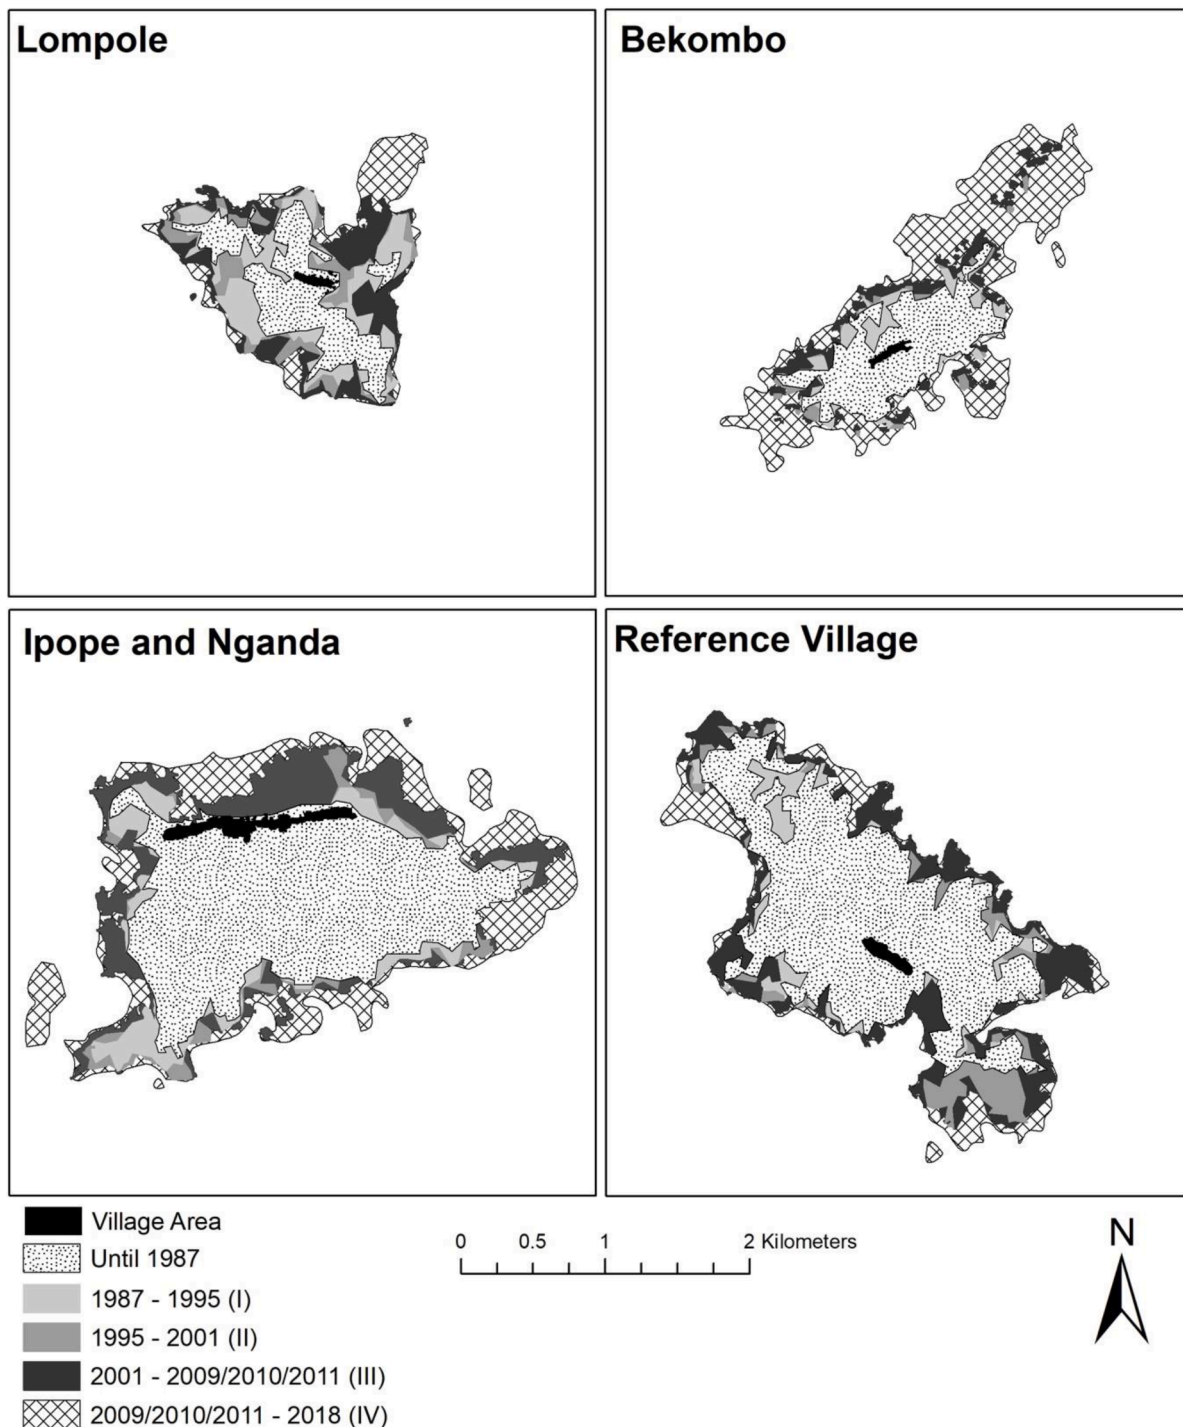 Lompole
Bekombo
Ipope and Nganda
Reference Village
Village Area
Until 1987
1987 - 1995 (I)
1995 - 2001 (II)
2001 - 2009/2010/2011 (III)
2009/2010/2011 - 2018 (IV)
0 0.5 1 2 Kilometers
N